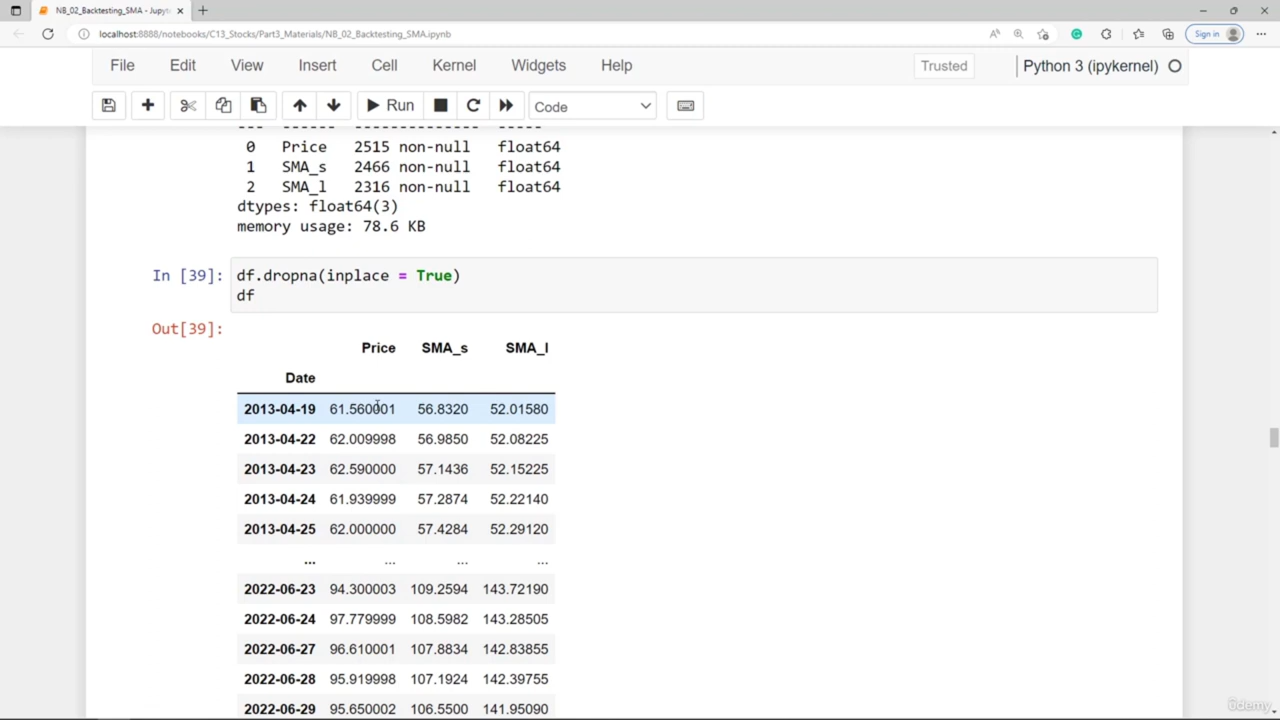 NB_02_Backtesting_SMA - Jupyt
localhost:8888/notebooks/C13_Stocks/Part3_Materials/NB_02_Backtesting_SMA.ipynb
Sign in
File Edit View Insert Cell Kernel Widgets Help Trusted Python 3 (ipykernel)
Run Code
--- ------ -------------- -----
0 Price 2515 non-null float64
1 SMA_s 2466 non-null float64
2 SMA_l 2316 non-null float64
dtypes: float64(3)
memory usage: 78.6 KB
In [39]: df.dropna(inplace = True)
df
Out[39]:
Price SMA_s SMA_l
Date
2013-04-19 61.560001 56.8320 52.01580
2013-04-22 62.009998 56.9850 52.08225
2013-04-23 62.590000 57.1436 52.15225
2013-04-24 61.939999 57.2874 52.22140
2013-04-25 62.000000 57.4284 52.29120
... ... ... ...
2022-06-23 94.300003 109.2594 143.72190
2022-06-24 97.779999 108.5982 143.28505
2022-06-27 96.610001 107.8834 142.83855
2022-06-28 95.919998 107.1924 142.39755
2022-06-29 95.650002 106.5500 141.95090
ûdemy